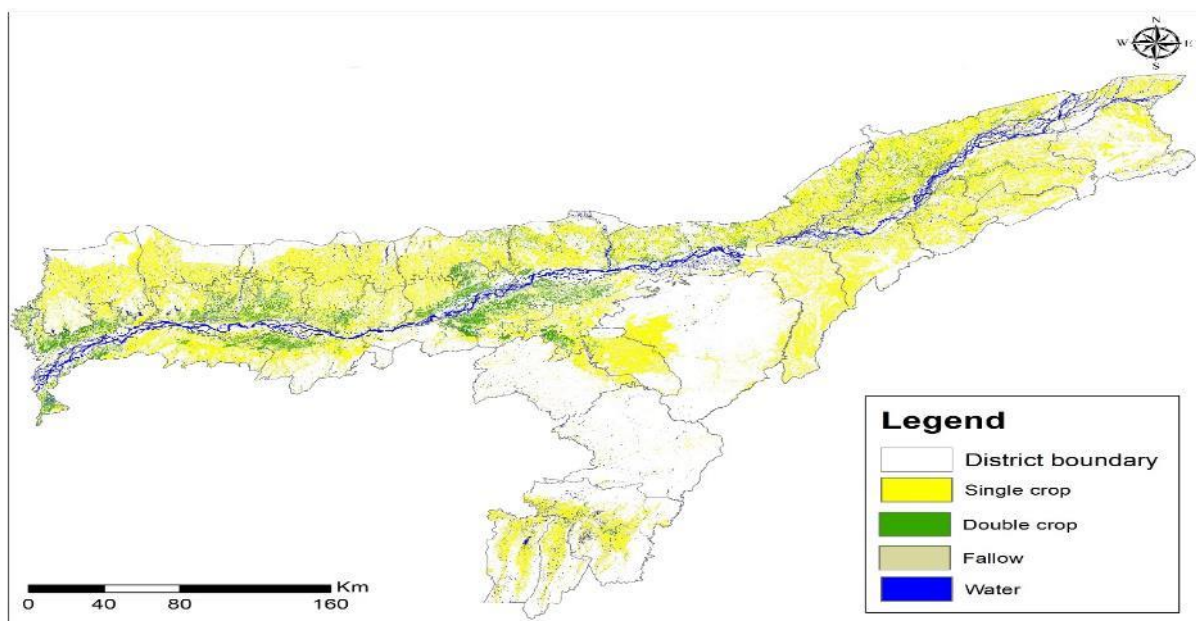 N
W E
S
Legend
District boundary
Single crop
Double crop
Fallow
Water
Km
0 40 80 160